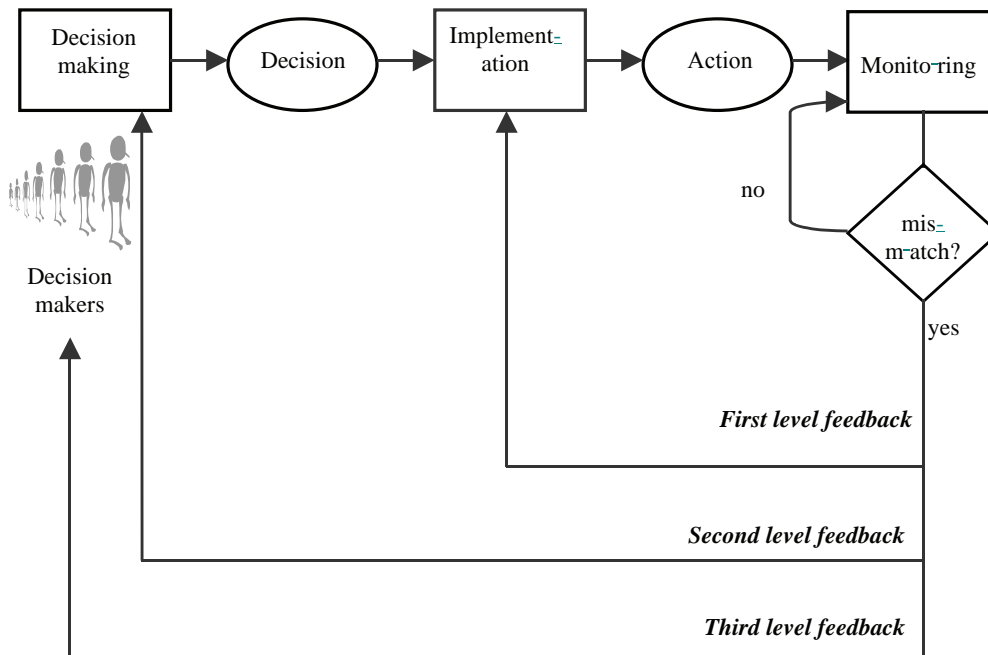 Decision
making
Decision
Implement-
ation
Action
Monito-ring
no
mis-
m-atch?
Decision
makers
yes
First level feedback
Second level feedback
Third level feedback